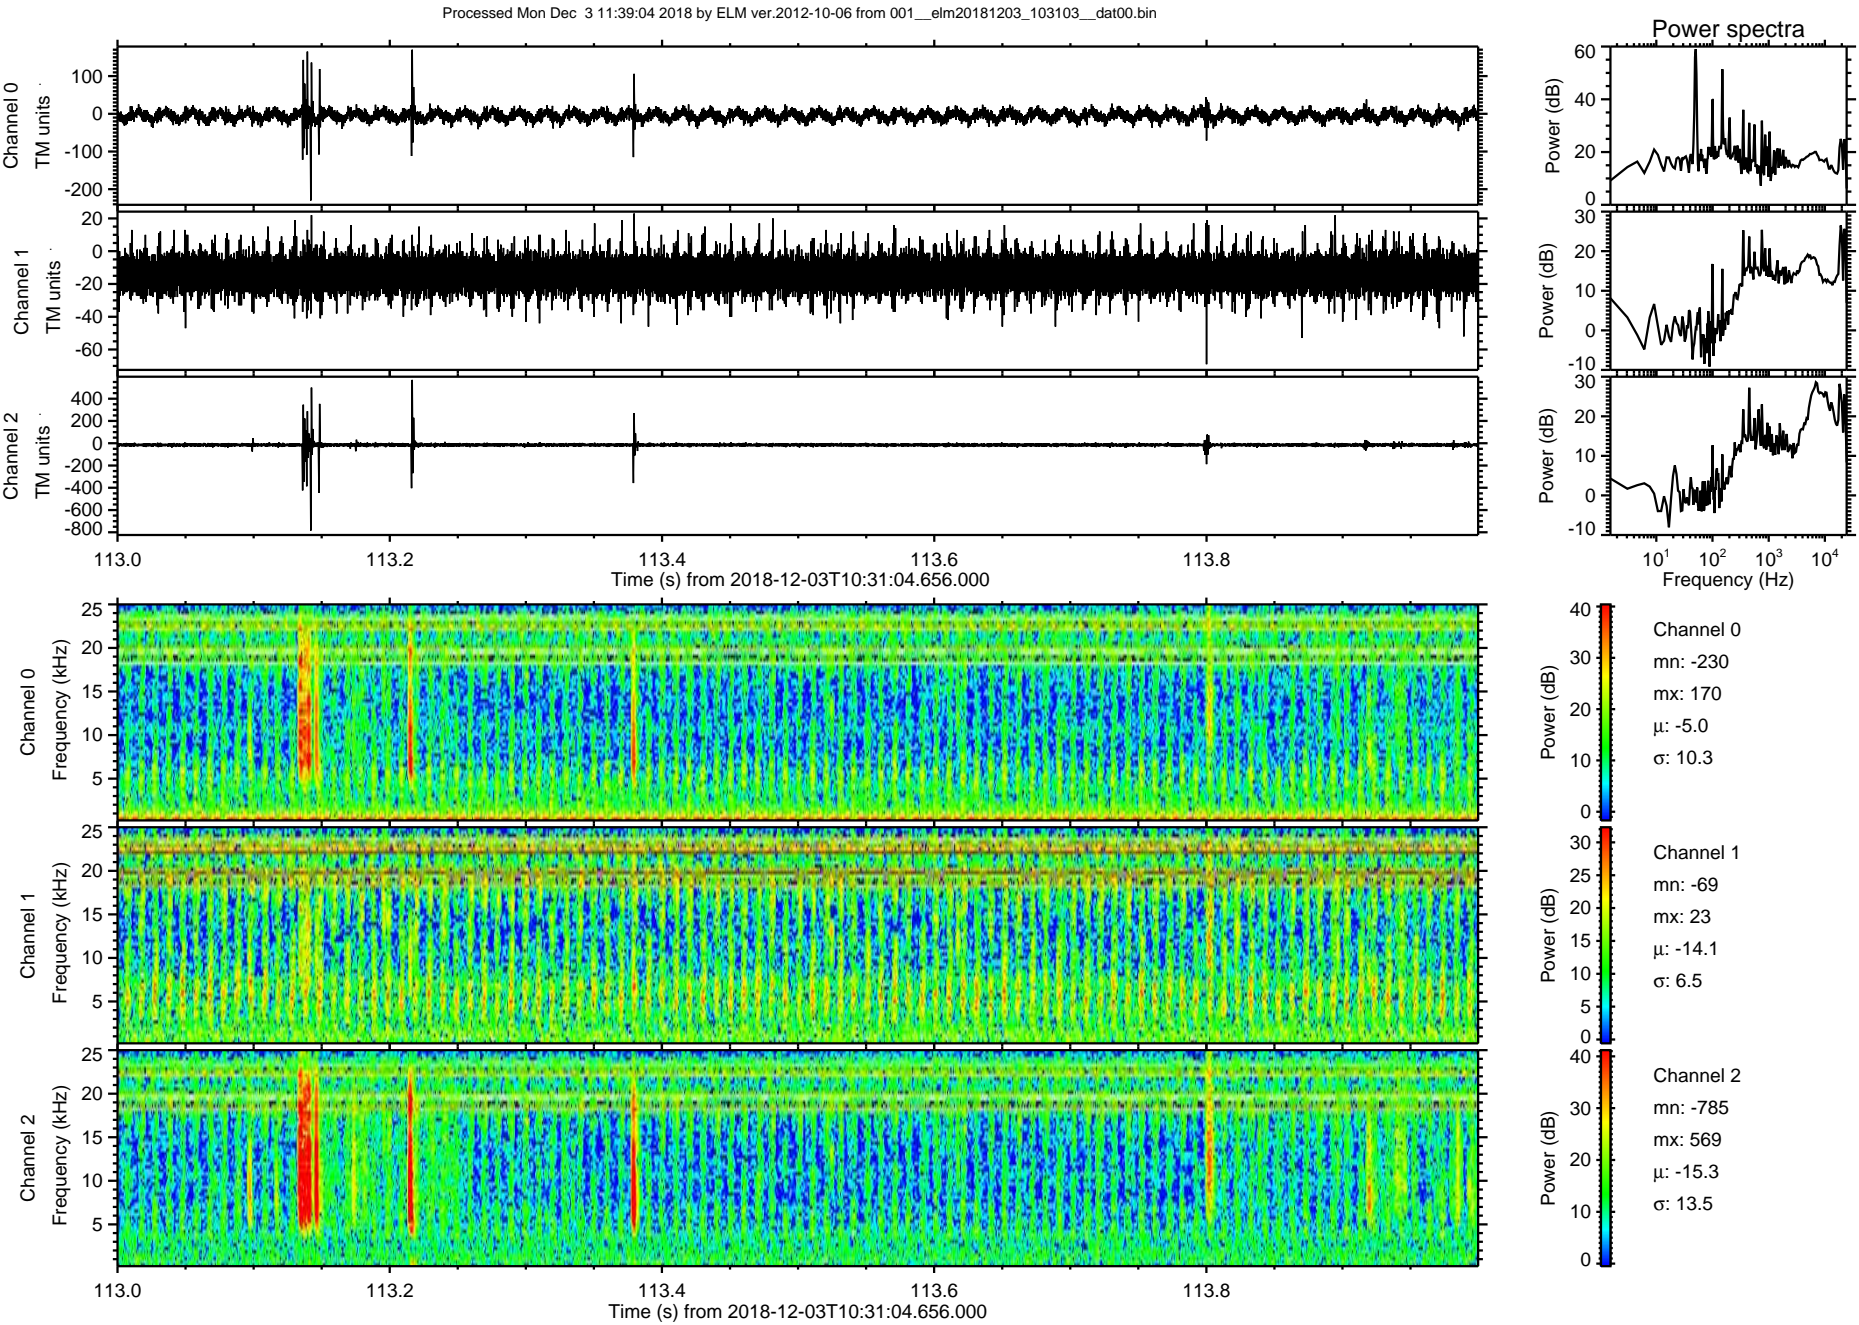 Processed Mon Dec 3 11:39:04 2018 by ELM ver.2012-10-06 from 001__elm20181203_103103__dat00.bin
Power spectra
Channel 0
TM units
100
0
-100
-200
Power (dB)
60
40
20
0
Channel 1
TM units
20
0
-20
-40
-60
Power (dB)
30
20
10
0
-10
Channel 2
TM units
400
200
0
-200
-400
-600
-800
Power (dB)
30
20
10
0
-10
113.0 113.2 113.4 113.6 113.8
Time (s) from 2018-12-03T10:31:04.656.000
10¹ 10² 10³ 10⁴
Frequency (Hz)
Channel 0
Frequency (kHz)
25
20
15
10
5
Power (dB)
40
30
20
10
0
Channel 0
mn: -230
mx: 170
µ: -5.0
σ: 10.3
Channel 1
Frequency (kHz)
25
20
15
10
5
Power (dB)
30
25
20
15
10
5
0
Channel 1
mn: -69
mx: 23
µ: -14.1
σ: 6.5
Channel 2
Frequency (kHz)
25
20
15
10
5
Power (dB)
40
30
20
10
0
Channel 2
mn: -785
mx: 569
µ: -15.3
σ: 13.5
113.0 113.2 113.4 113.6 113.8
Time (s) from 2018-12-03T10:31:04.656.000